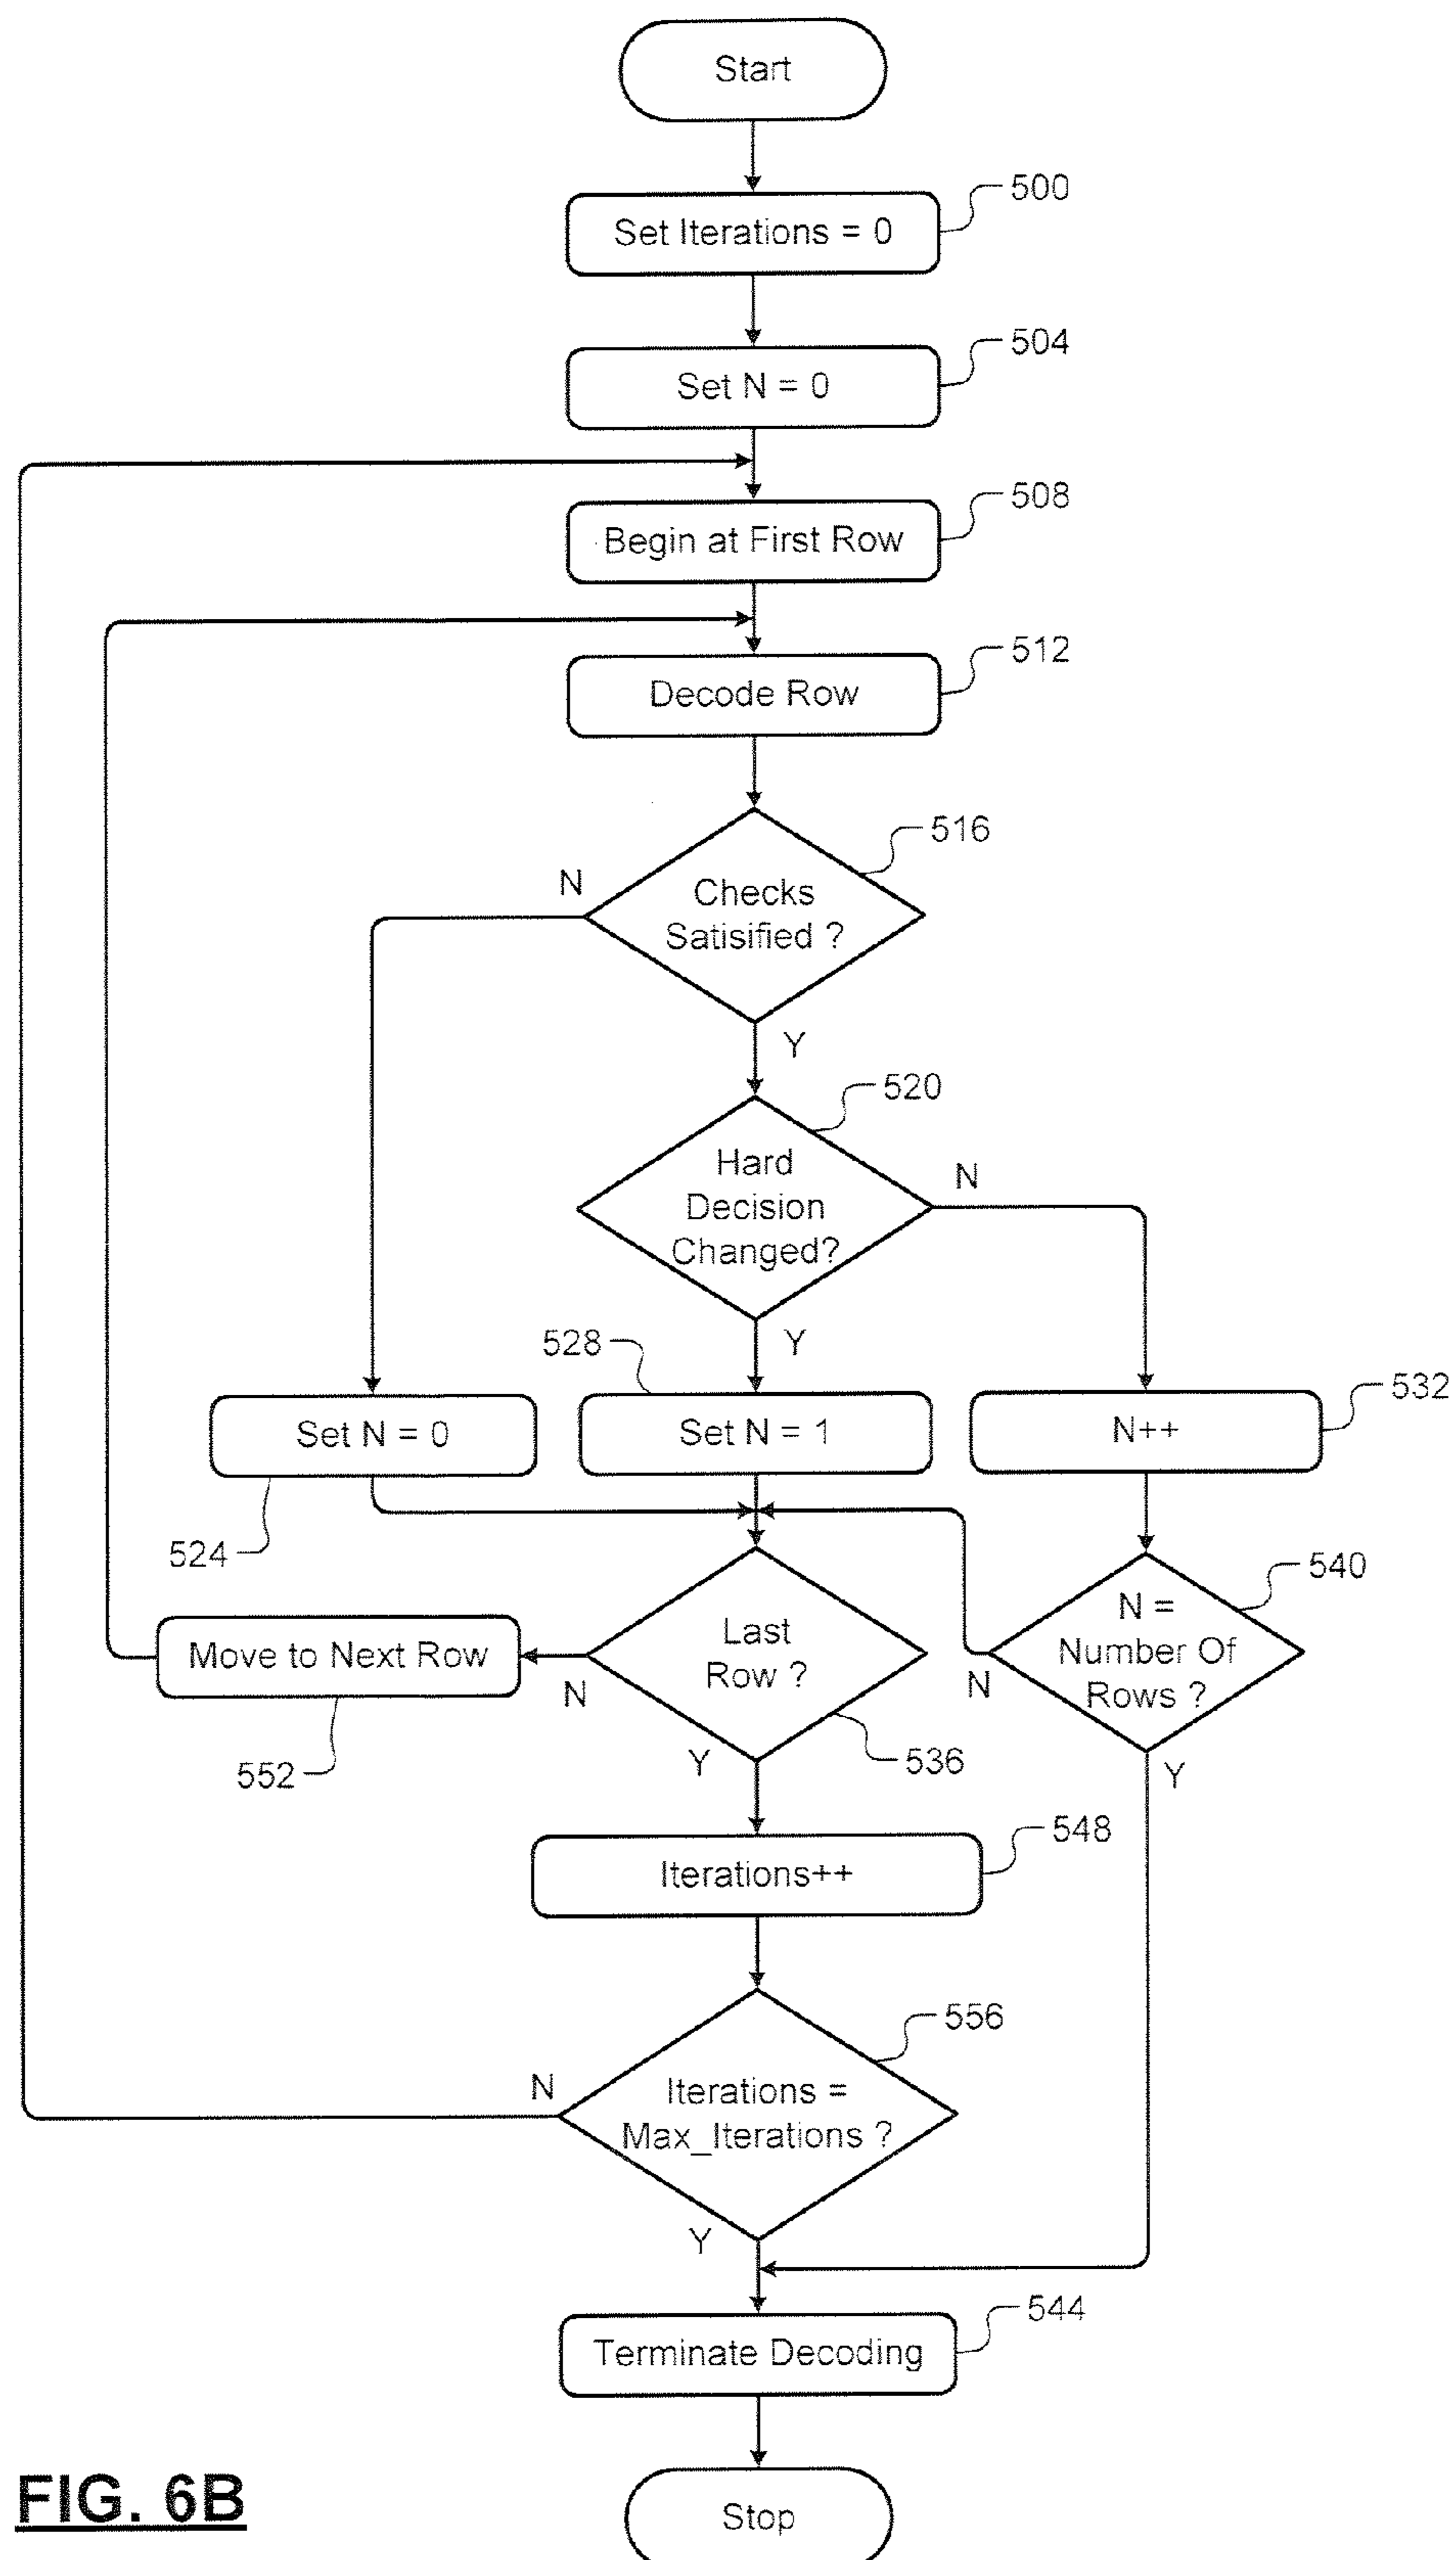 Start
500
Set Iterations = 0
504
Set N = 0
508
Begin at First Row
512
Decode Row
516
N
Checks
Satisified ?
Y
520
Hard
Decision
Changed?
N
Y
528
532
Set N = 0
Set N = 1
N++
524
540
N =
Number Of
Rows ?
Last
Row ?
Move to Next Row
N
N
552
Y
536
Y
548
Iterations++
556
N
Iterations =
Max_Iterations ?
Y
544
Terminate Decoding
FIG. 6B
Stop